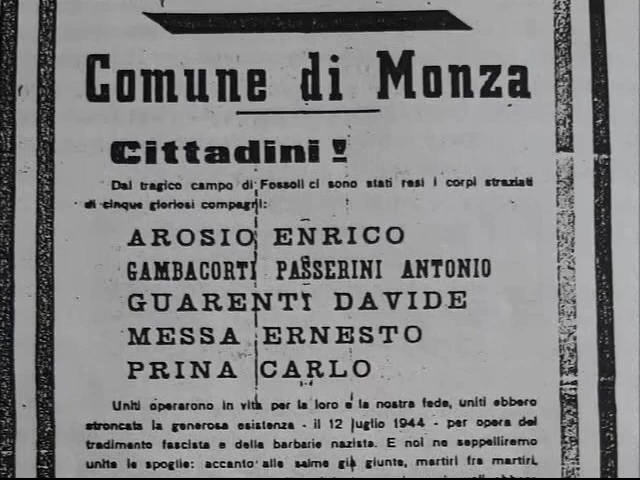 Comune di Monza
Cittadini!
Dal tragico campo di Fossoli ci sono stati resi i corpi straziati
di cinque gloriosi compagni:
AROSIO ENRICO
GAMBACORTI PASSERINI ANTONIO
GUARENTI DAVIDE
MESSA ERNESTO
PRINA CARLO
Uniti operarono in vita per la loro e la nostra fede, uniti ebbero
stroncata la generosa esistenza - il 12 luglio 1944 - per opera del
tradimento fascista e della barbarie nazista. E noi ne seppelliremo
unite le spoglie: accanto alle salme già giunte, martiri fra martiri,